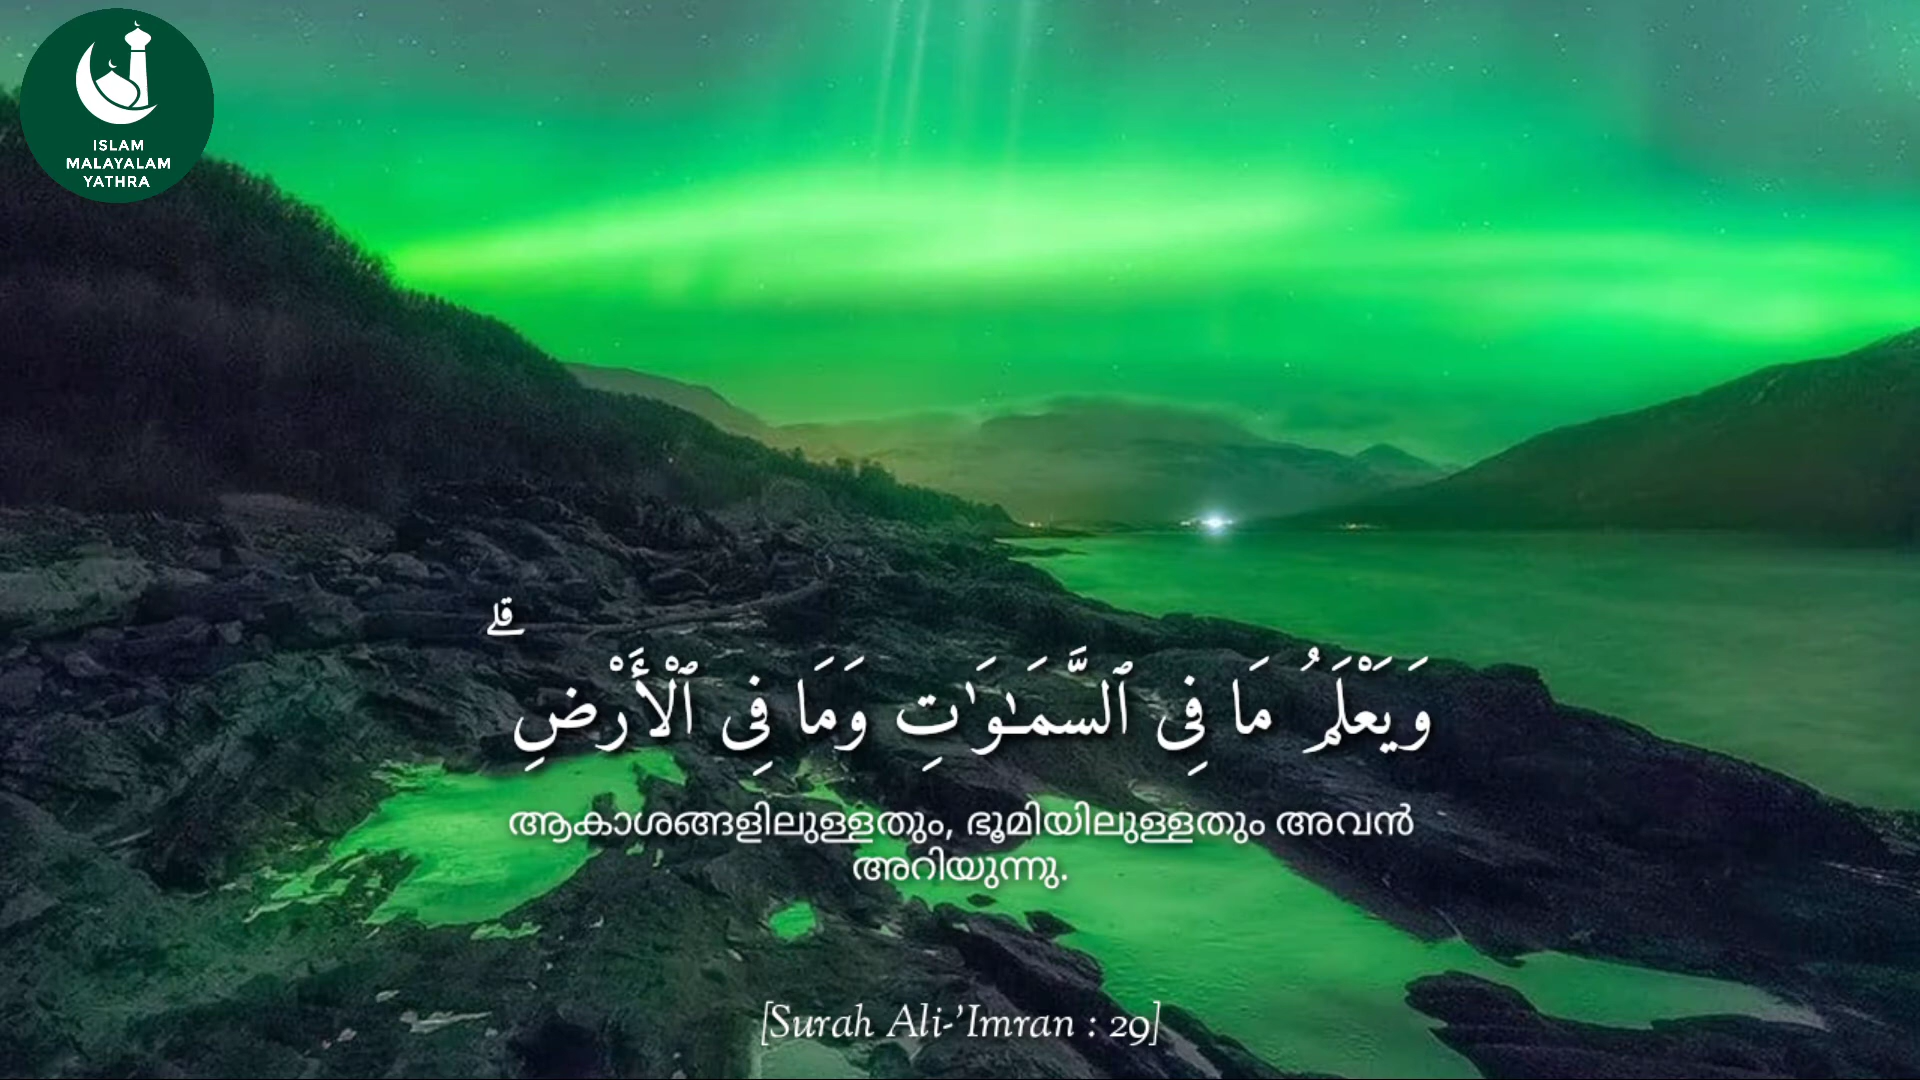 ISLAM
MALAYALAM
YATHRA
وَيَعْلَمُ مَا فِى ٱلسَّمَـٰوَٰتِ وَمَا فِى ٱلْأَرْضِ ۗ
ആകാശങ്ങളിലുള്ളതും, ഭൂമിയിലുള്ളതും അവൻ
അറിയുന്നു.
[Surah Ali-’Imran : 29]